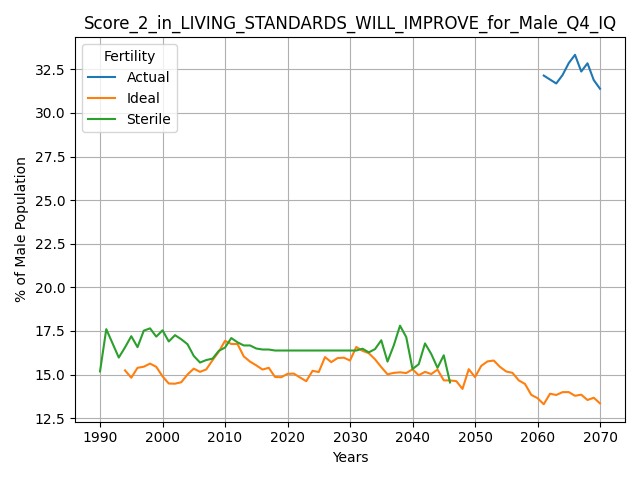 Score_2_in_LIVING_STANDARDS_WILL_IMPROVE_for_Male_Q4_IQ
Fertility
Actual
Ideal
Sterile
% of Male Population
32.5
30.0
27.5
25.0
22.5
20.0
17.5
15.0
12.5
1990 2000 2010 2020 2030 2040 2050 2060 2070
Years